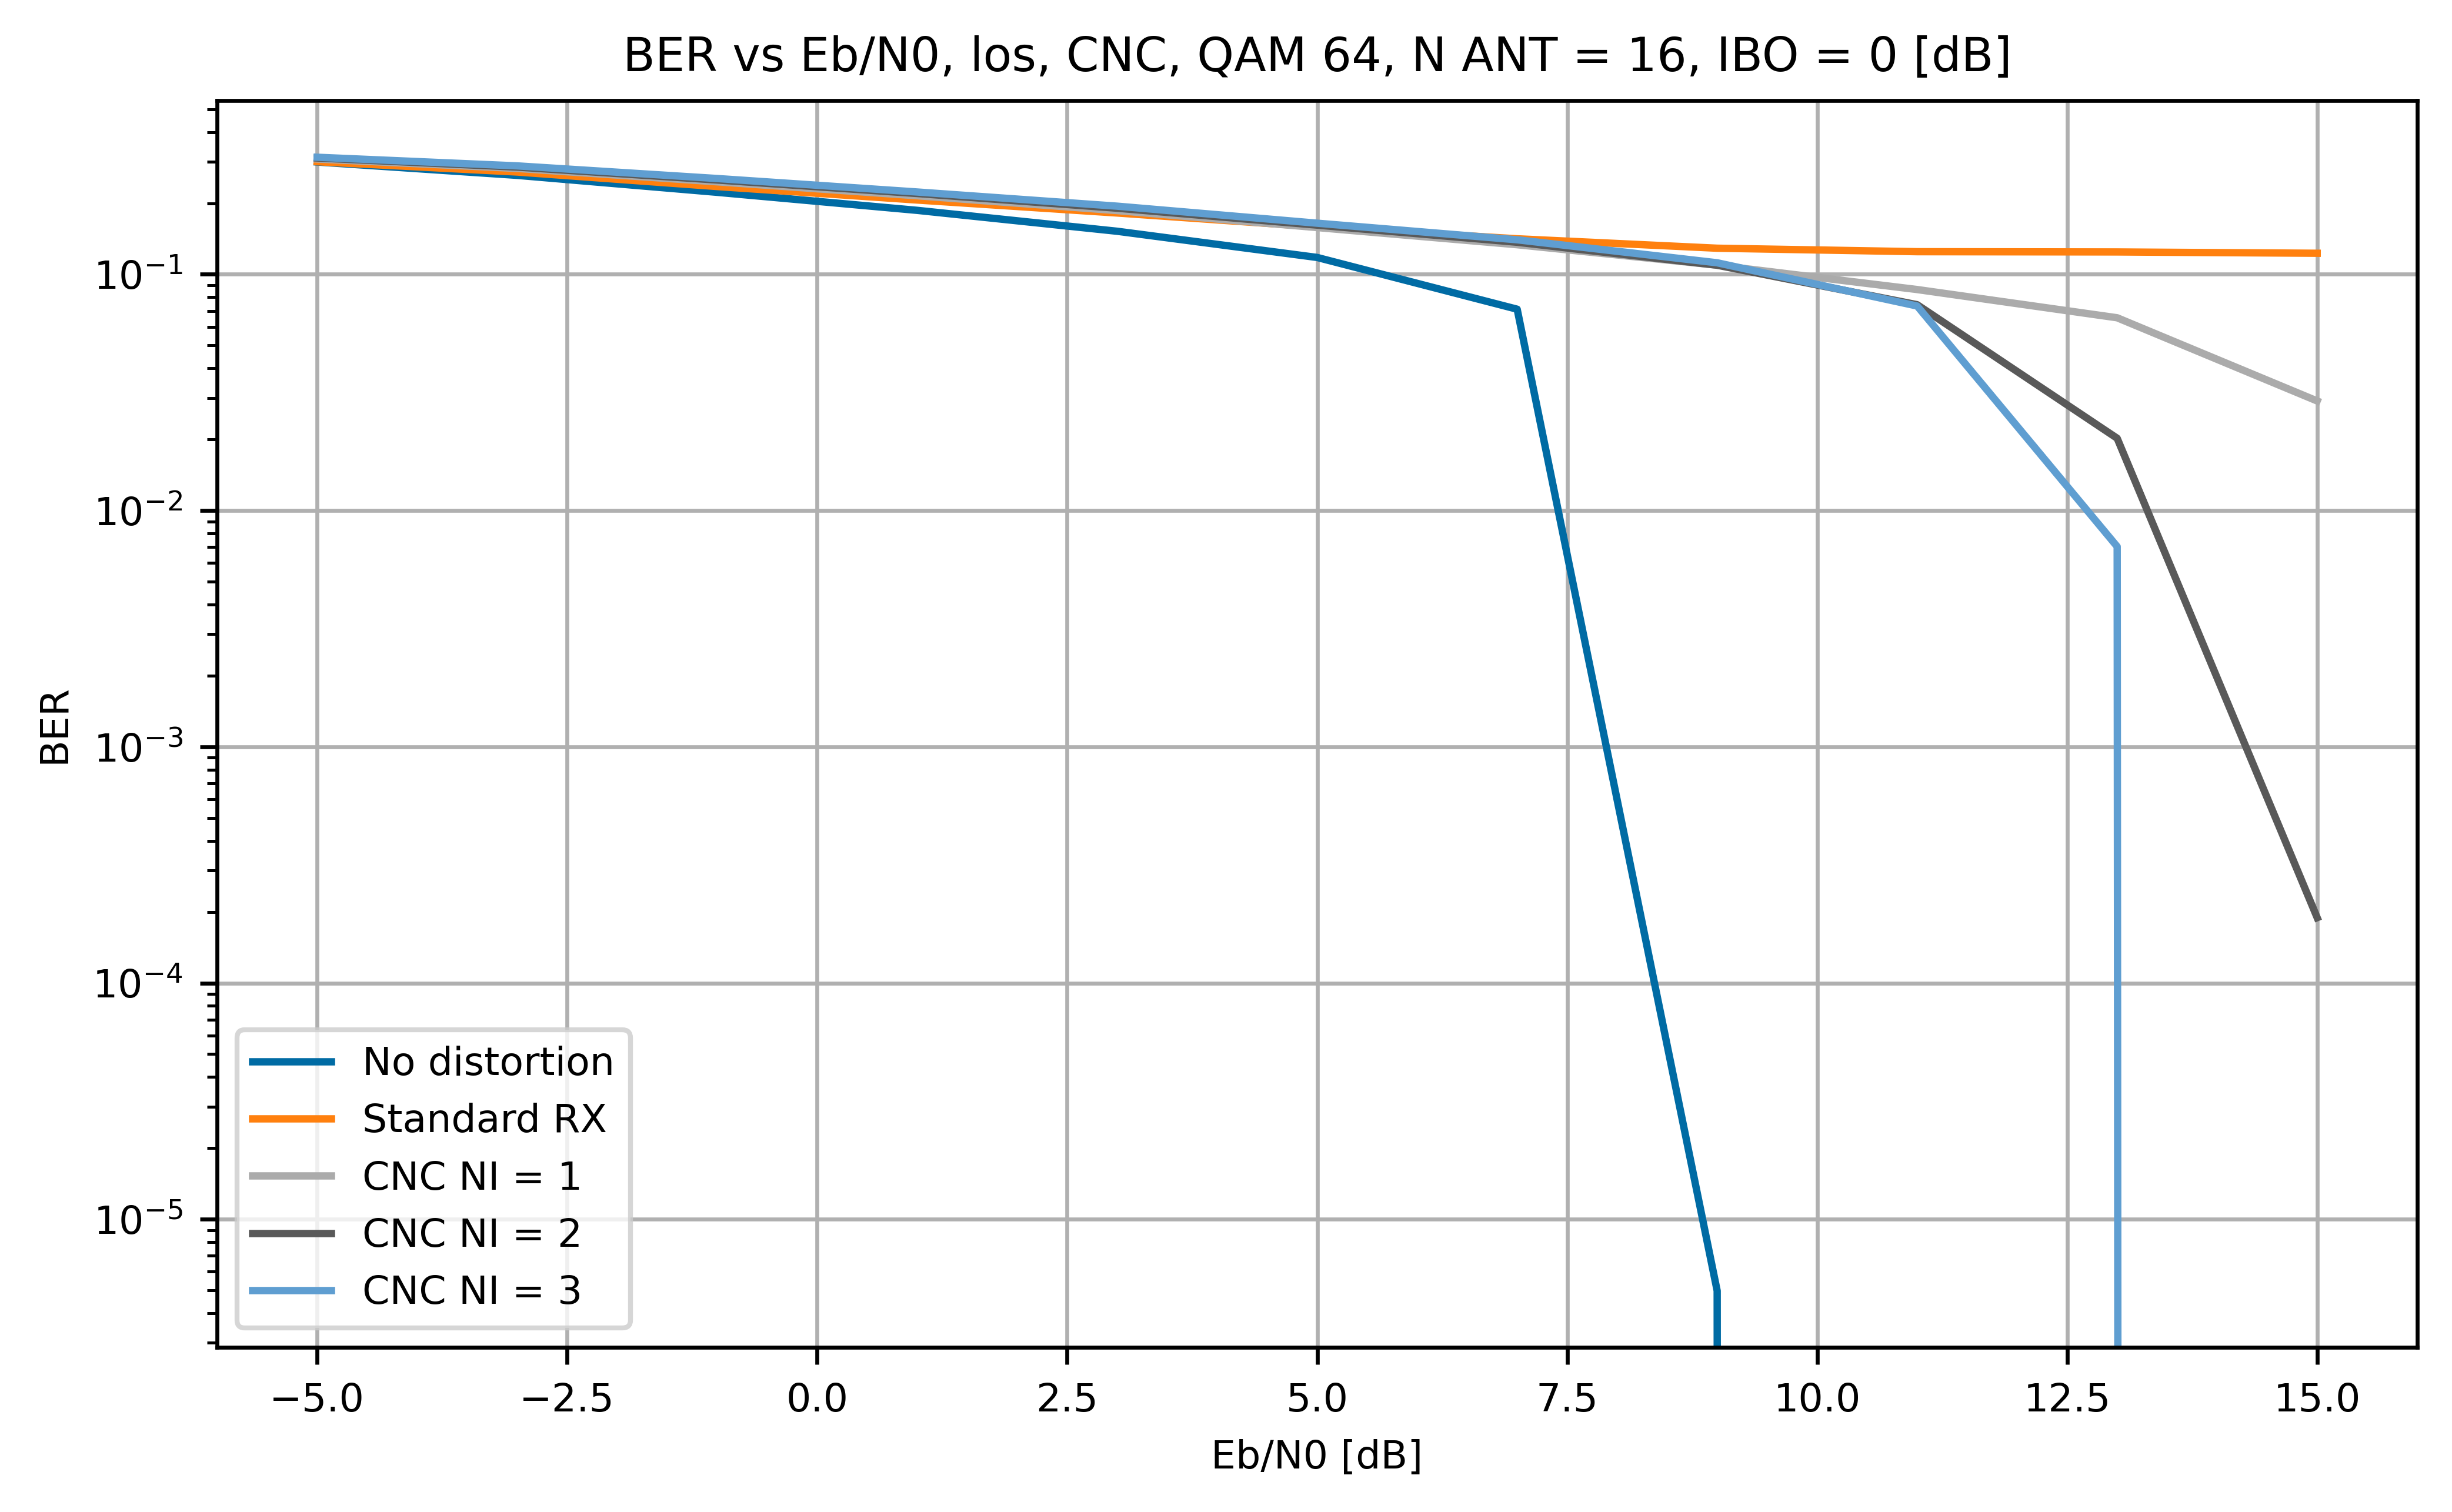 BER vs Eb/N0, los, CNC, QAM 64, N ANT = 16, IBO = 0 [dB]
BER
10⁻¹
10⁻²
10⁻³
10⁻⁴
10⁻⁵
No distortion
Standard RX
CNC NI = 1
CNC NI = 2
CNC NI = 3
−5.0 −2.5 0.0 2.5 5.0 7.5 10.0 12.5 15.0
Eb/N0 [dB]